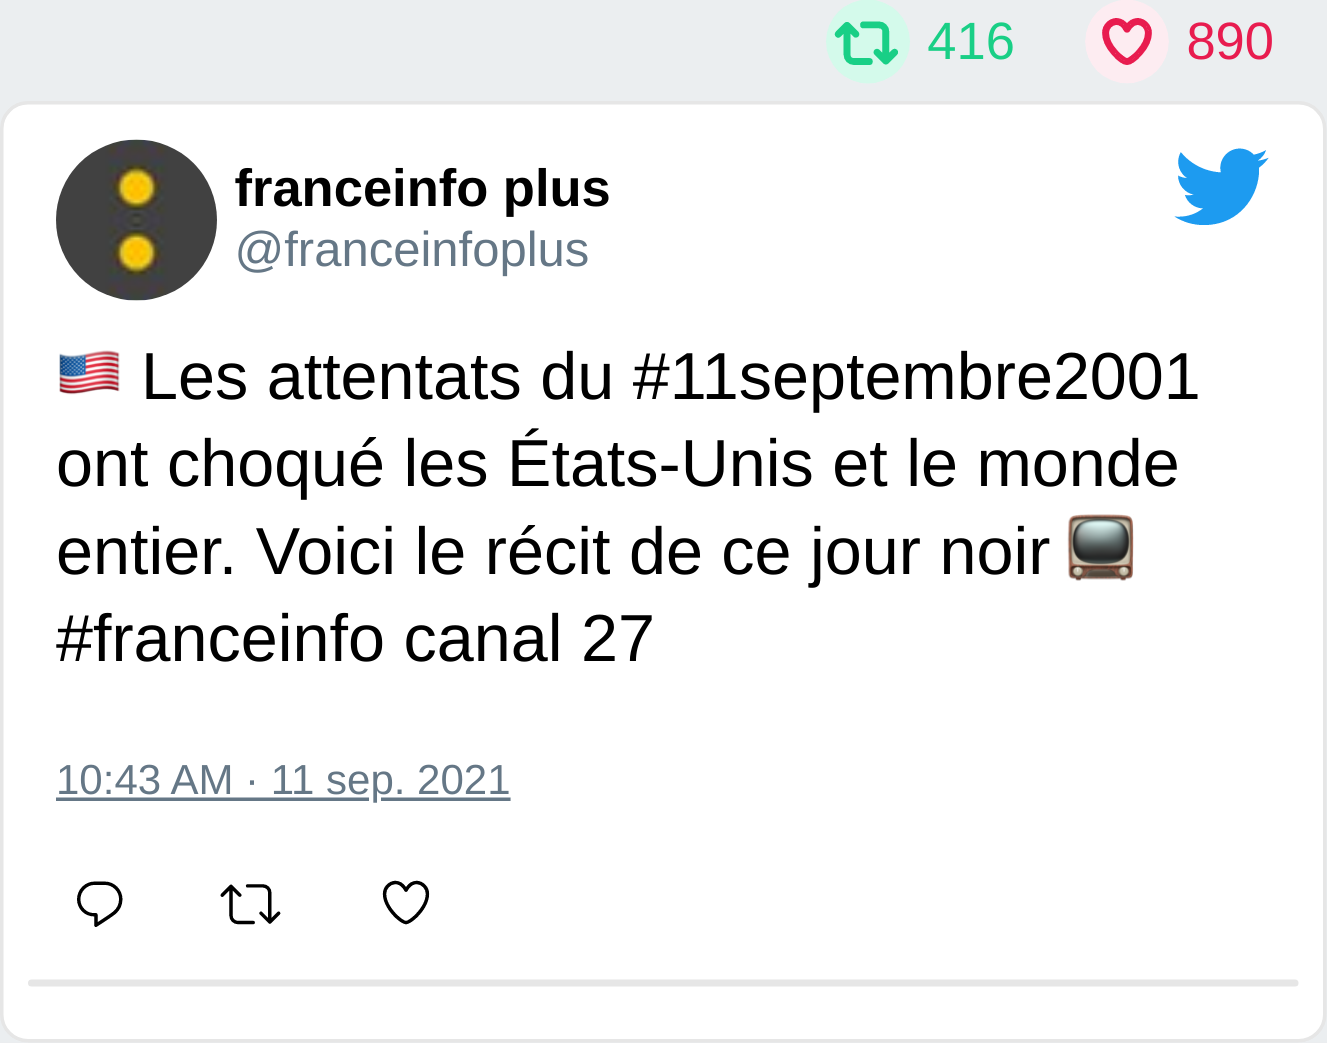 416 890
franceinfo plus
@franceinfoplus
🇺🇸 Les attentats du #11septembre2001
ont choqué les États-Unis et le monde
entier. Voici le récit de ce jour noir 📺
#franceinfo canal 27
10:43 AM · 11 sep. 2021